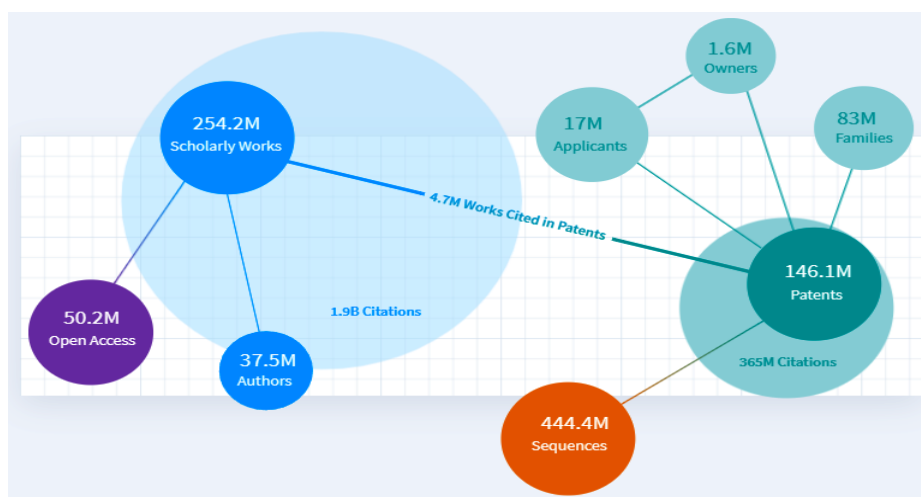 1.6M
Owners
254.2M
Scholarly Works
17M
Applicants
83M
Families
4.7M Works Cited in Patents
146.1M
Patents
50.2M
Open Access
1.9B Citations
37.5M
Authors
365M Citations
444.4M
Sequences